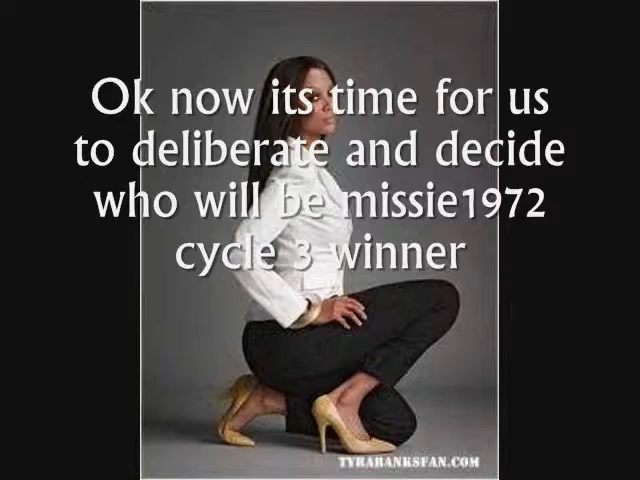 Ok now its time for us
to deliberate and decide
who will be missie1972
cycle 3 winner
TYRABANKSFAN.COM